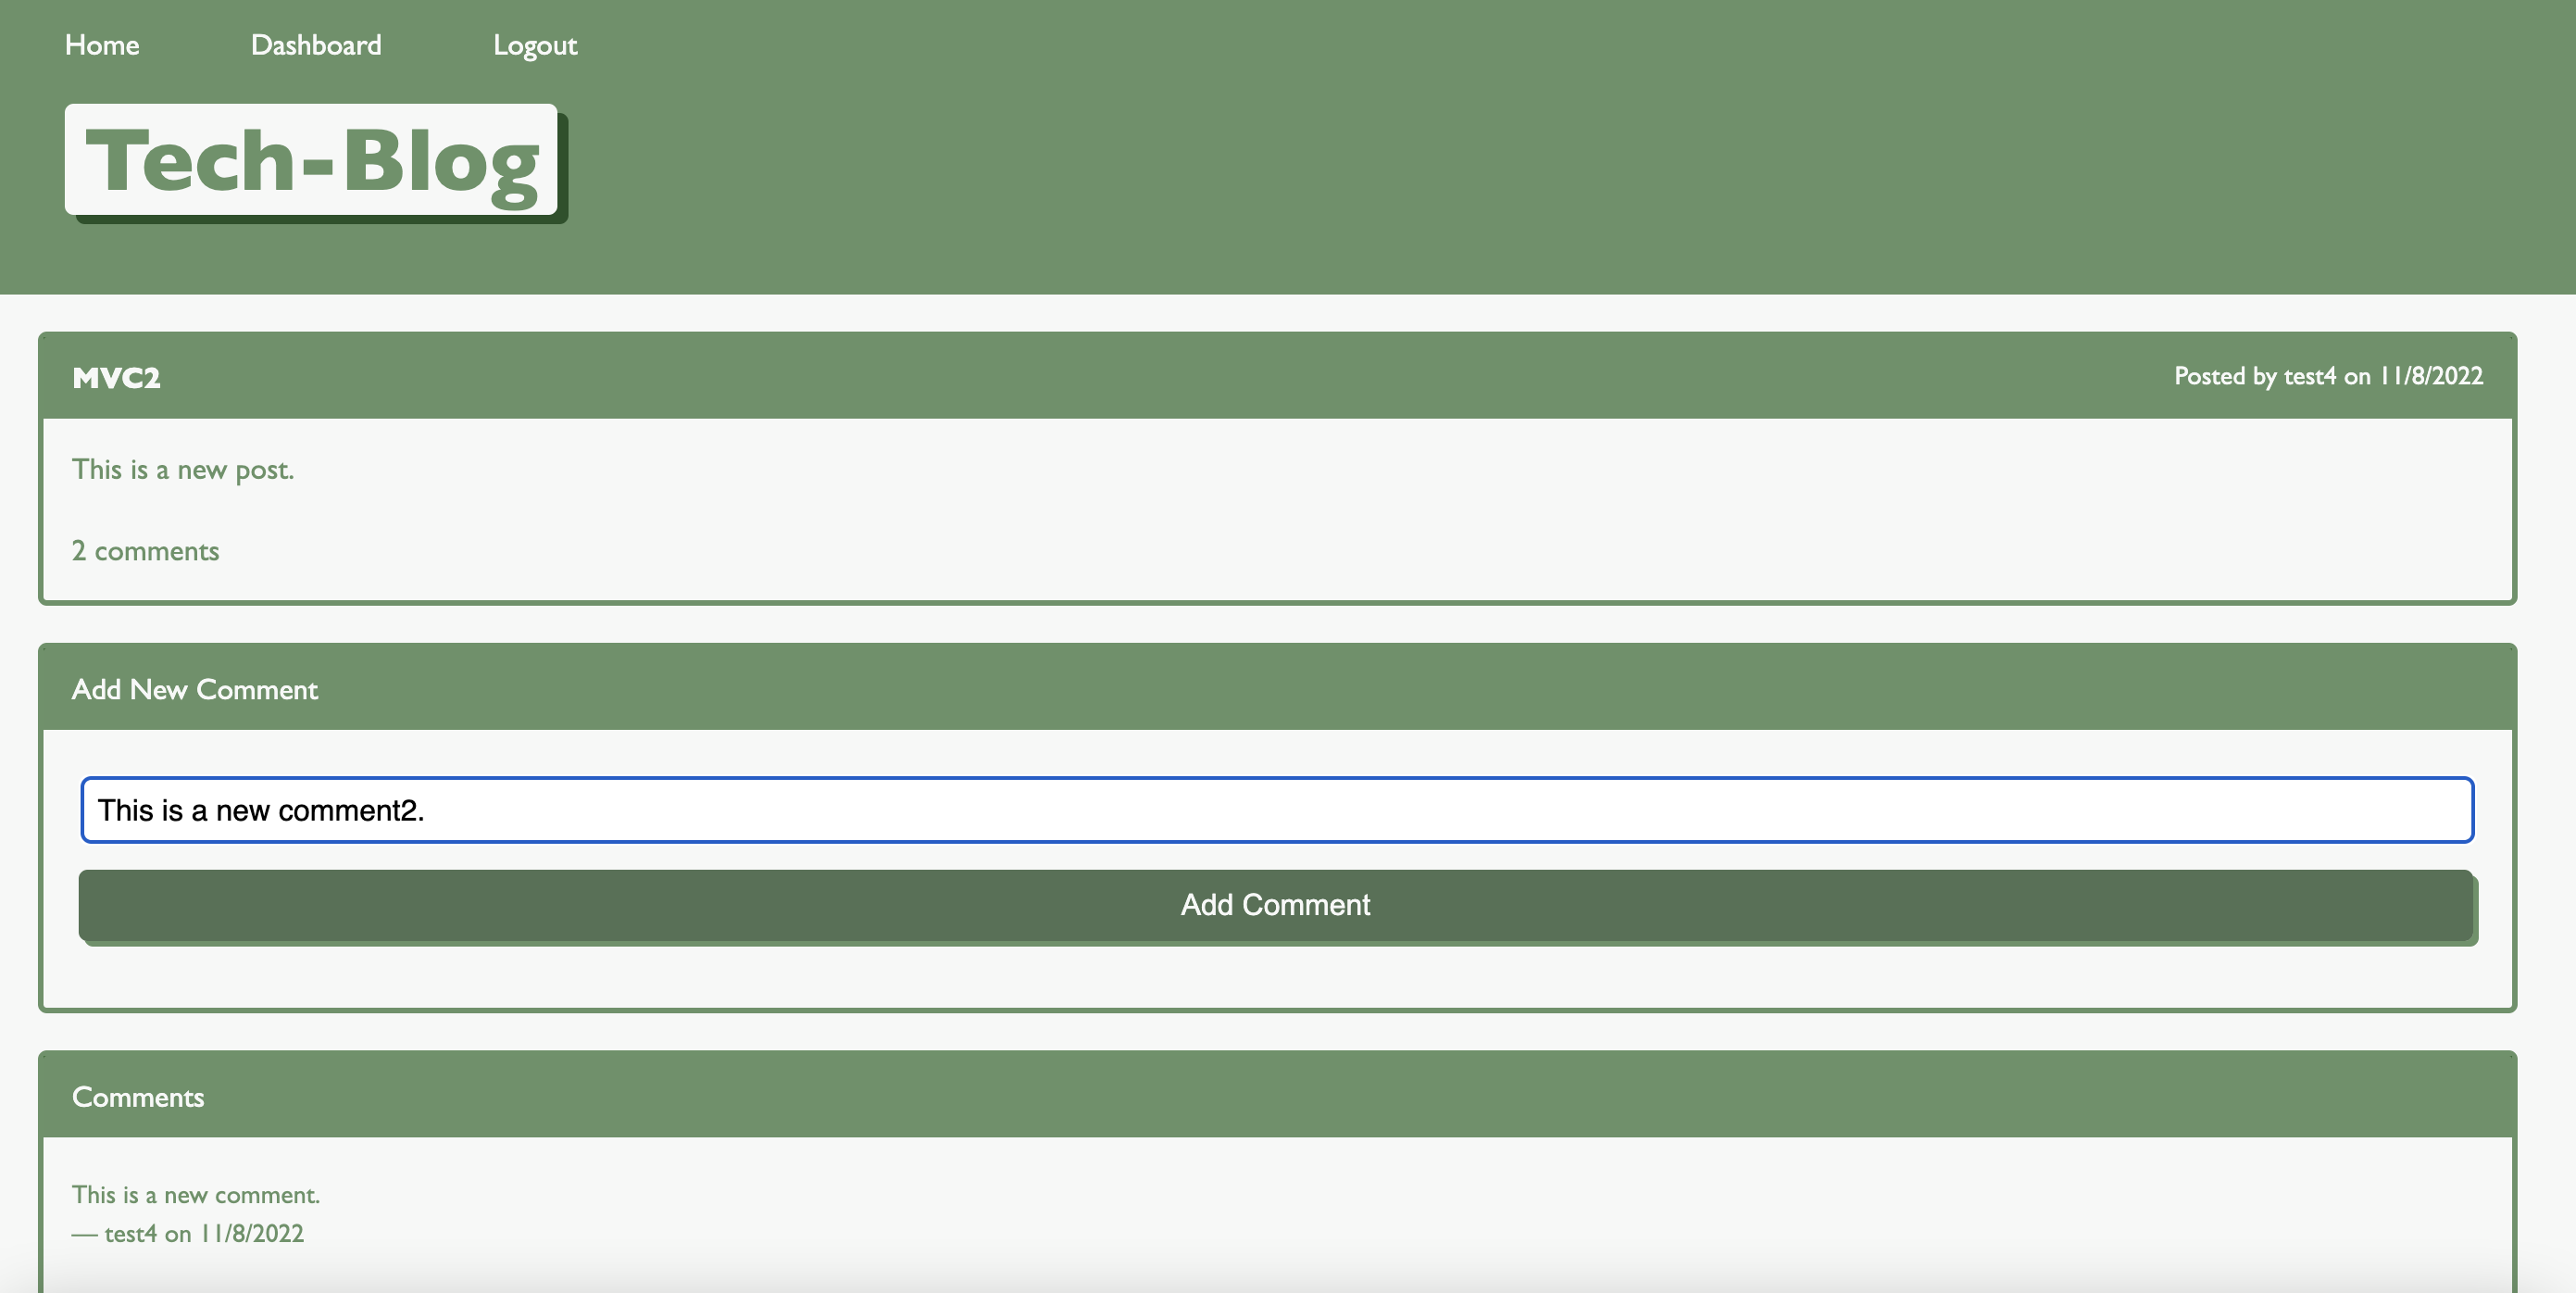 Home Dashboard Logout
Tech-Blog
MVC2 Posted by test4 on 11/8/2022
This is a new post.
2 comments
Add New Comment
This is a new comment2.
Add Comment
Comments
This is a new comment.
— test4 on 11/8/2022